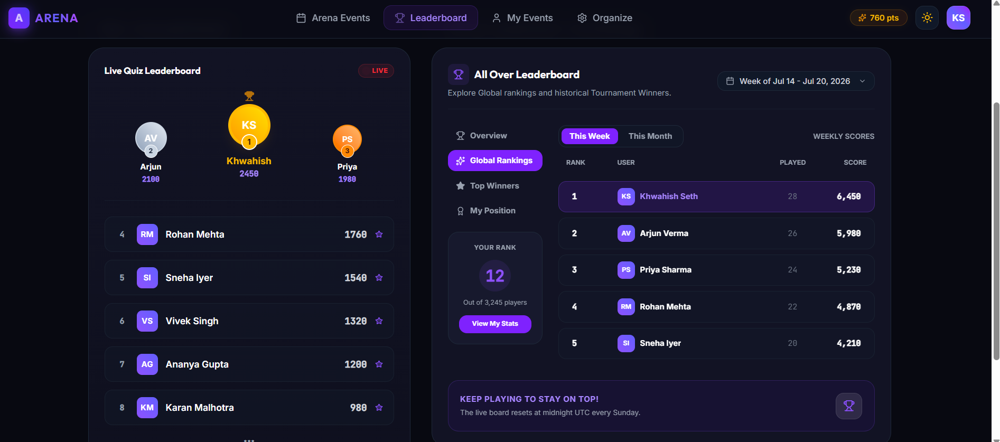 A ARENA
Arena Events
Leaderboard
My Events
Organize
760 pts
KS
Live Quiz Leaderboard
LIVE
KS
1
Khwahish
2450
AV
2
Arjun
2100
PS
3
Priya
1980
4 RM Rohan Mehta 1760
5 SI Sneha Iyer 1540
6 VS Vivek Singh 1320
7 AG Ananya Gupta 1200
8 KM Karan Malhotra 980
All Over Leaderboard
Explore Global rankings and historical Tournament Winners.
Week of Jul 14 - Jul 20, 2026
Overview
Global Rankings
Top Winners
My Position
YOUR RANK
12
Out of 3,245 players
View My Stats
This Week
This Month
WEEKLY SCORES
RANK USER PLAYED SCORE
1 KS Khwahish Seth 28 6,450
2 AV Arjun Verma 26 5,980
3 PS Priya Sharma 24 5,230
4 RM Rohan Mehta 22 4,870
5 SI Sneha Iyer 20 4,210
KEEP PLAYING TO STAY ON TOP!
The live board resets at midnight UTC every Sunday.